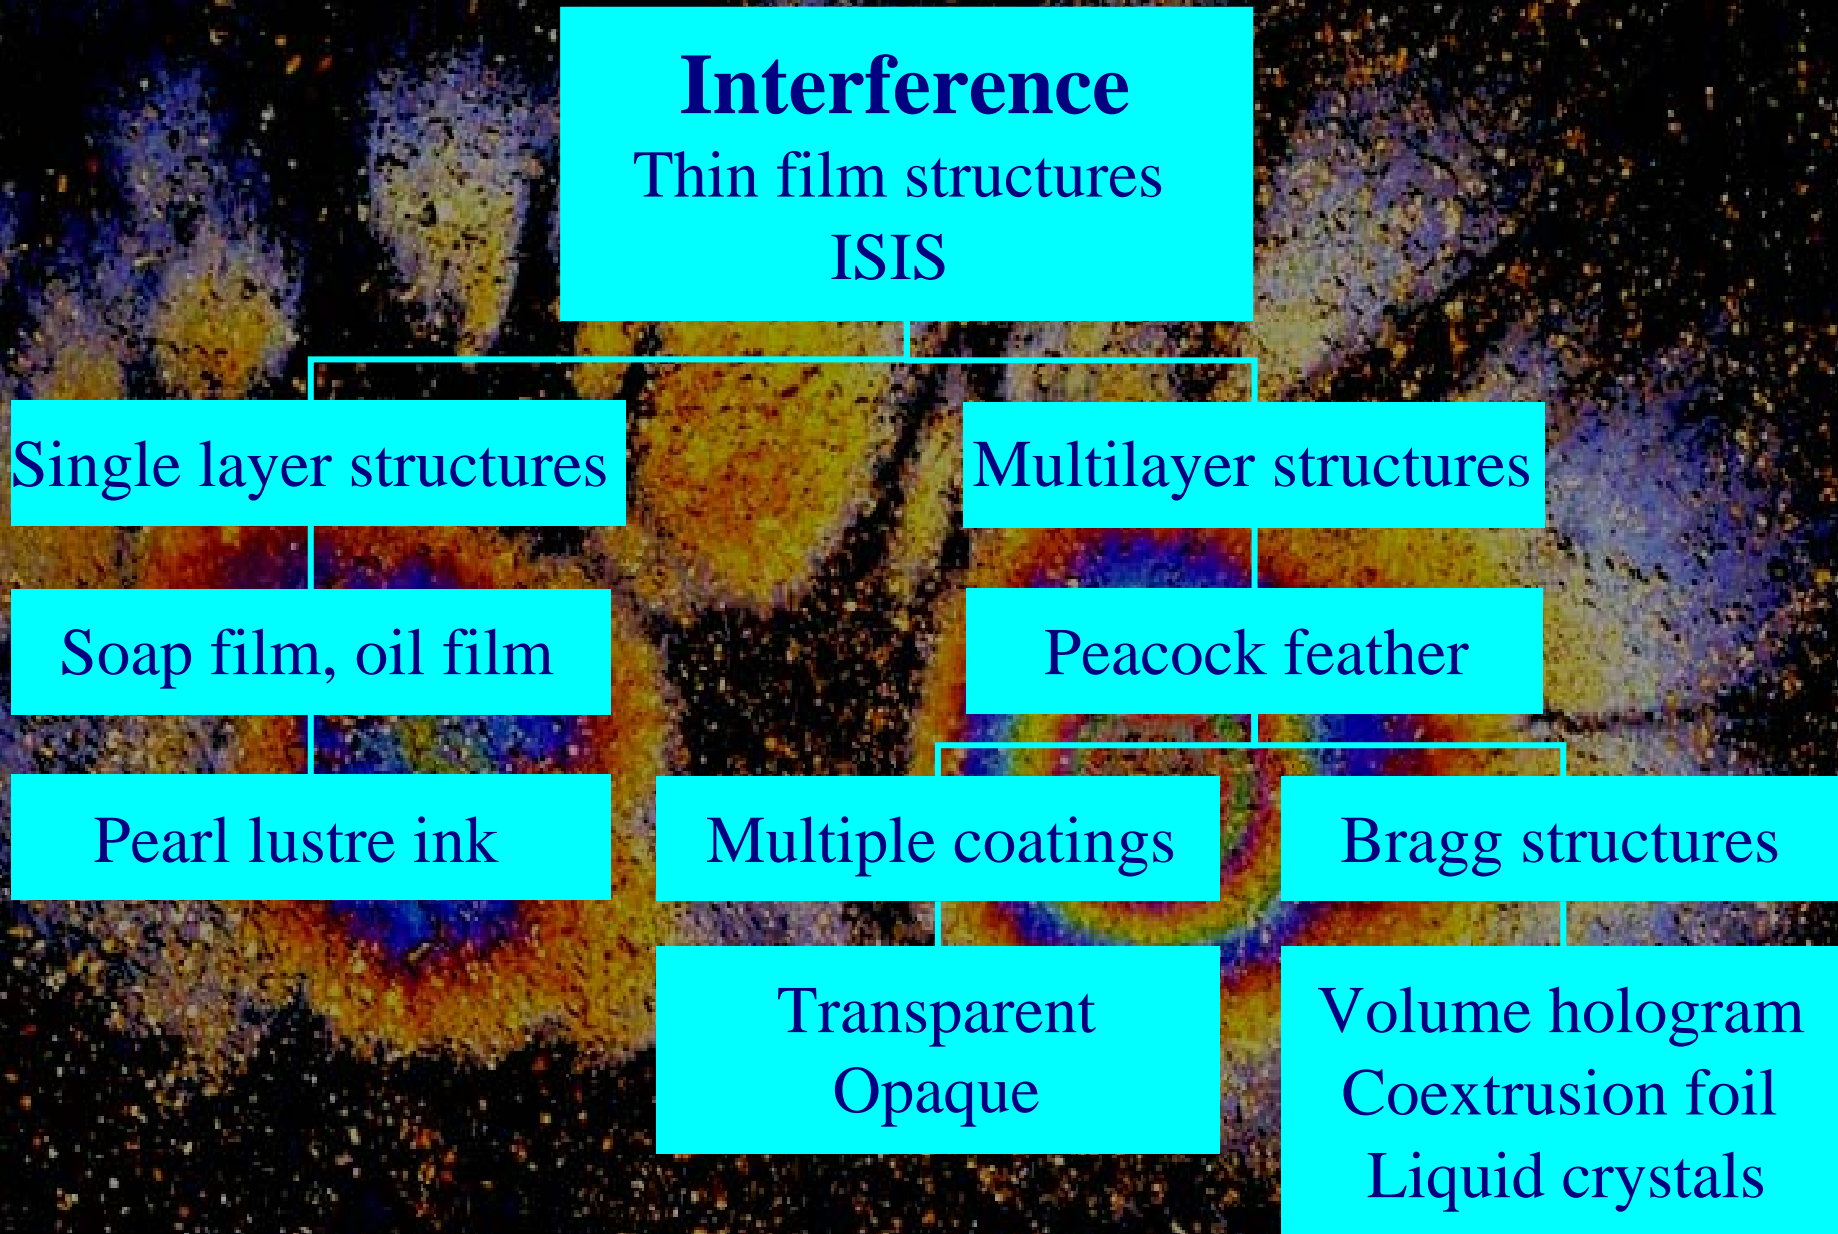 Interference
Thin film structures
ISIS
Single layer structures
Multilayer structures
Soap film, oil film
Peacock feather
Pearl lustre ink
Multiple coatings
Bragg structures
Transparent
Opaque
Volume hologram
Coextrusion foil
Liquid crystals